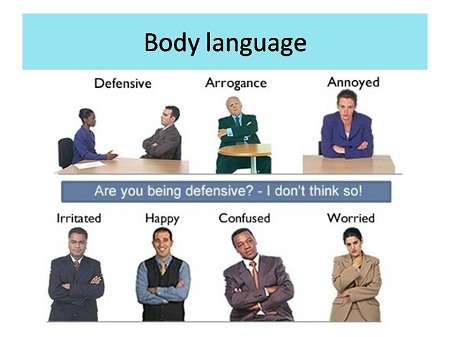 Body language
Defensive Arrogance Annoyed
Are you being defensive? - I don't think so!
Irritated Happy Confused Worried